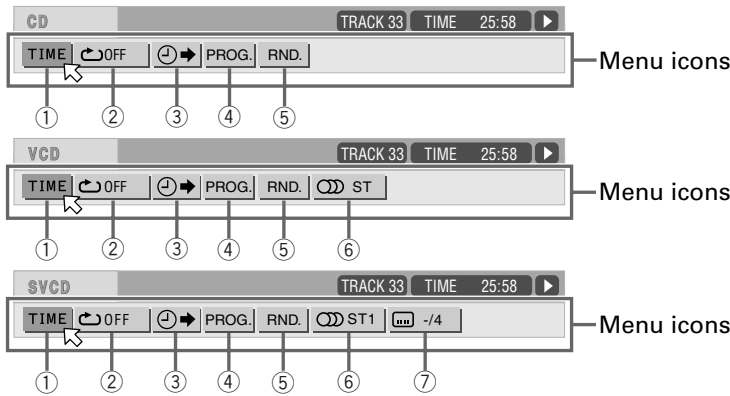 CD TRACK 33 TIME 25:58
TIME OFF PROG. RND. Menu icons
① ② ③ ④ ⑤
VCD TRACK 33 TIME 25:58
TIME OFF PROG. RND. ST Menu icons
① ② ③ ④ ⑤ ⑥
SVCD TRACK 33 TIME 25:58
TIME OFF PROG. RND. ST1 -/4 Menu icons
① ② ③ ④ ⑤ ⑥ ⑦